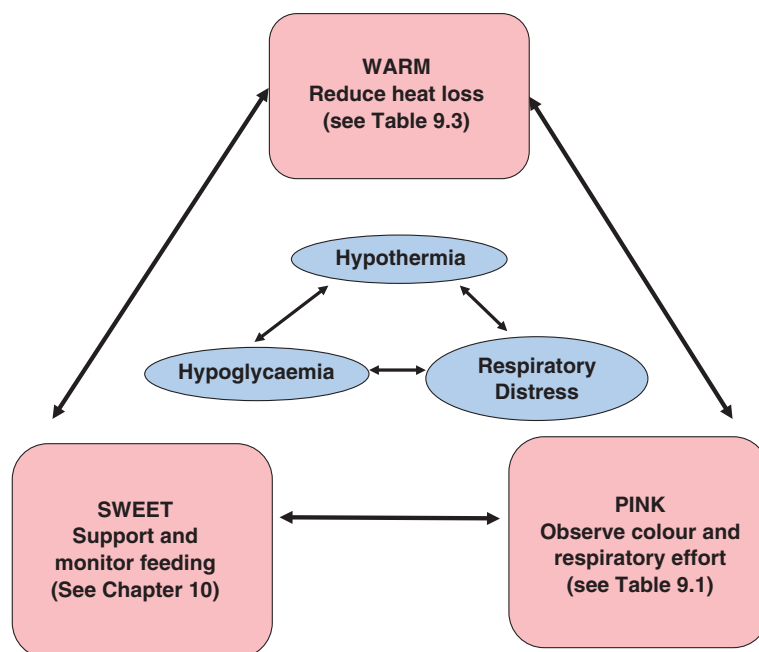 WARM
Reduce heat loss
(see Table 9.3)
Hypothermia
Hypoglycaemia
Respiratory
Distress
SWEET
Support and
monitor feeding
(See Chapter 10)
PINK
Observe colour and
respiratory effort
(see Table 9.1)